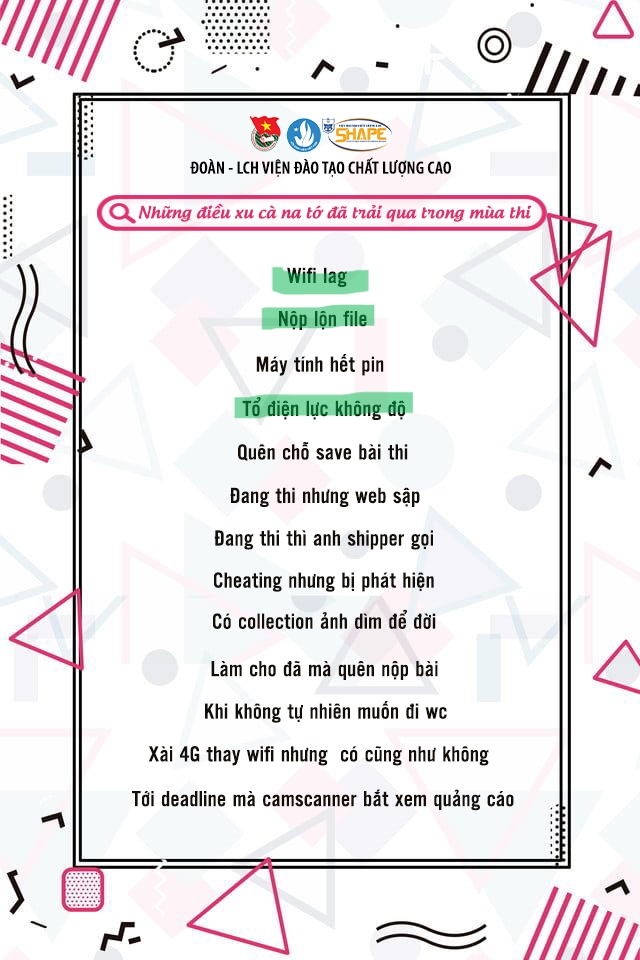 SHAPE
ĐOÀN - LCH VIỆN ĐÀO TẠO CHẤT LƯỢNG CAO
Những điều xu cà na tớ đã trải qua trong mùa thi
Wifi lag
Nộp lộn file
Máy tính hết pin
Tổ điện lực không độ
Quên chỗ save bài thi
Đang thi nhưng web sập
Đang thi thì anh shipper gọi
Cheating nhưng bị phát hiện
Có collection ảnh dìm để đời
Làm cho đã mà quên nộp bài
Khi không tự nhiên muốn đi wc
Xài 4G thay wifi nhưng có cũng như không
Tới deadline mà camscanner bắt xem quảng cáo